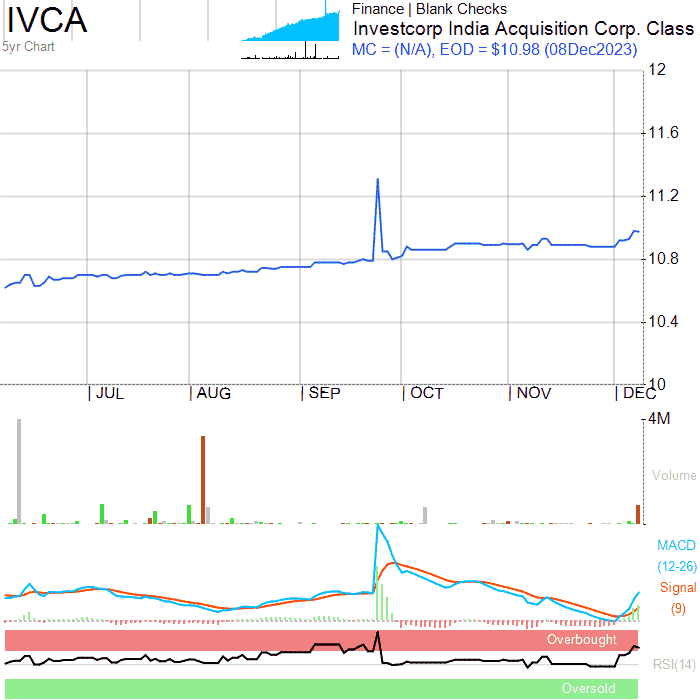 IVCA
5yr Chart
Finance | Blank Checks
Investcorp India Acquisition Corp. Class
MC = (N/A), EOD = $10.98 (08Dec2023)
12
11.6
11.2
10.8
10.4
10
JUL AUG SEP OCT NOV DEC
4M
Volume
MACD
(12-26)
Signal
(9)
Overbought
RSI(14)
Oversold